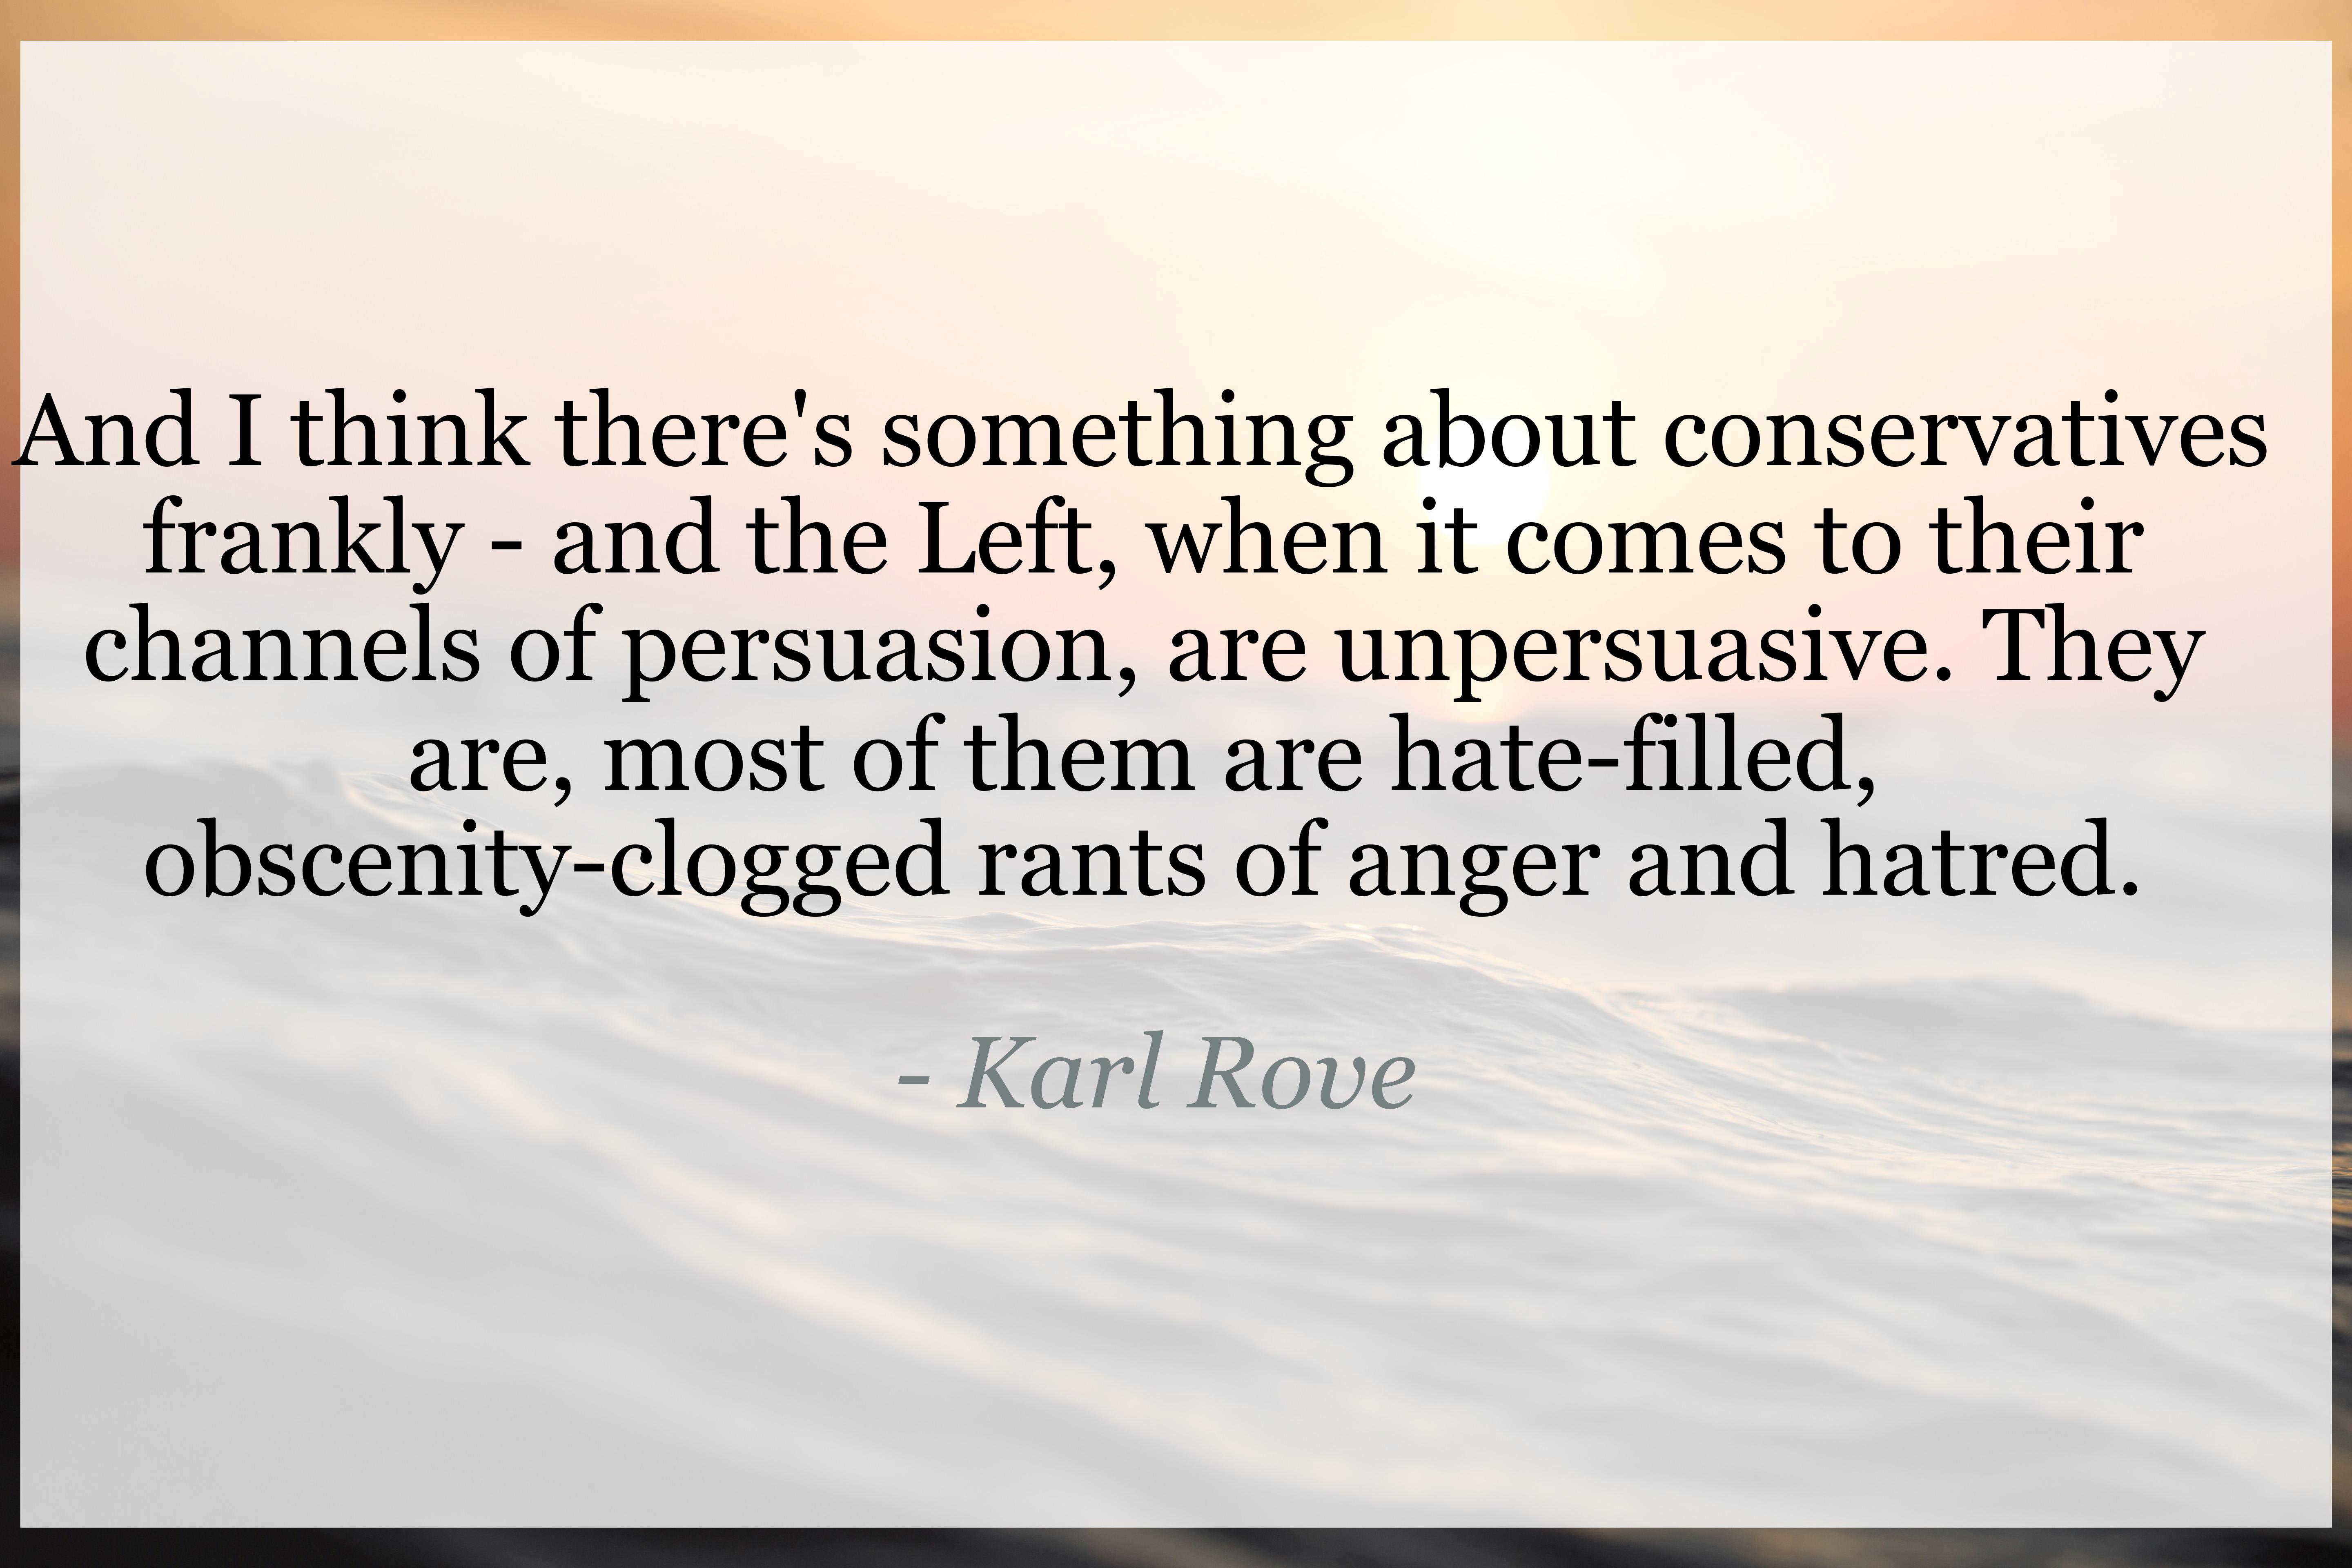 And I think there's something about conservatives
frankly - and the Left, when it comes to their
channels of persuasion, are unpersuasive. They
are, most of them are hate-filled,
obscenity-clogged rants of anger and hatred.
- Karl Rove